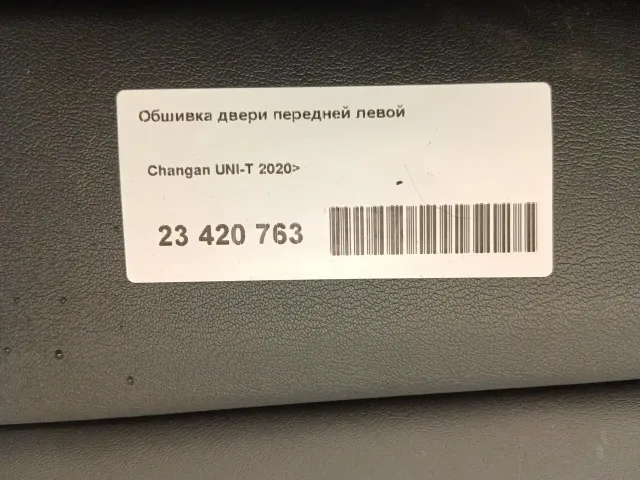 Обшивка двери передней левой
Changan UNI-T 2020>
23 420 763